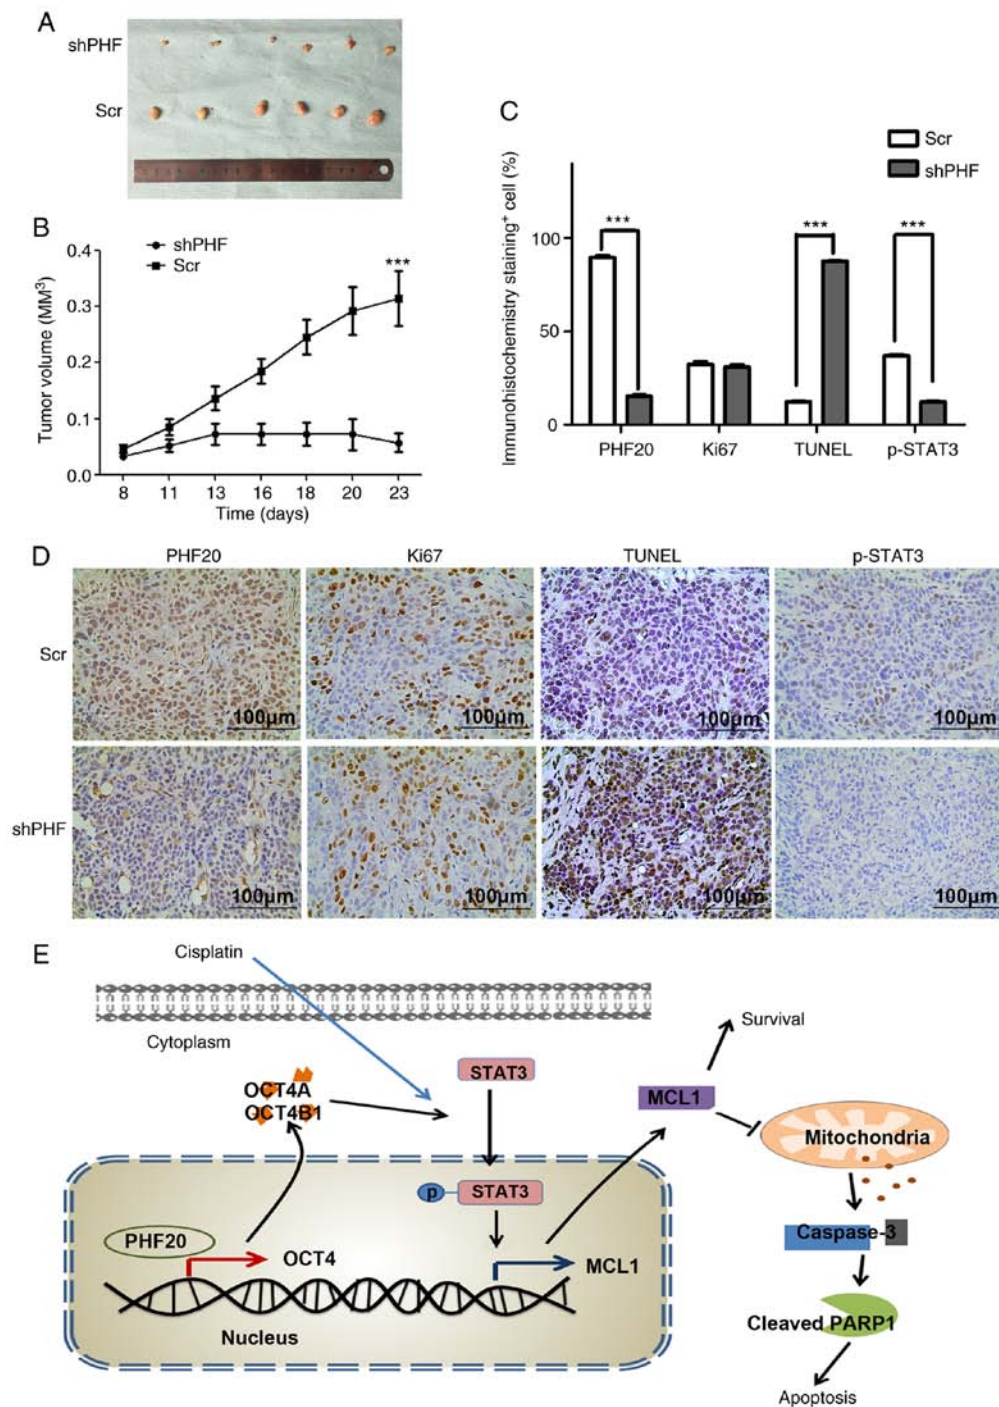 A
shPHF
Scr
B
shPHF
Scr
0.4
0.3
0.2
0.1
0.0
Tumor volume (MM³)
***
8 11 13 16 18 20 23
Time (days)
C
Scr
shPHF
Immunohistochemistry staining⁺ cell (%)
100
50
0
*** *** ***
PHF20 Ki67 TUNEL p-STAT3
D
PHF20 Ki67 TUNEL p-STAT3
Scr
100µm 100µm 100µm 100µm
shPHF
100µm 100µm 100µm 100µm
E
Cisplatin
Cytoplasm
OCT4A
OCT4B1
STAT3
p STAT3
PHF20
OCT4
MCL1
Nucleus
MCL1
Survival
Mitochondria
Caspase-3
Cleaved PARP1
Apoptosis